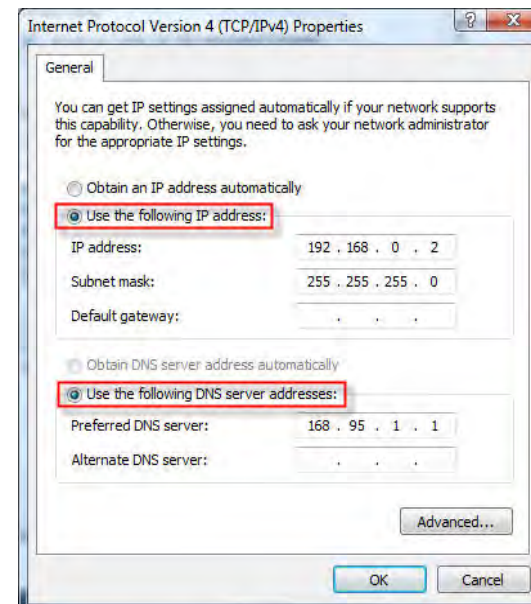 Internet Protocol Version 4 (TCP/IPv4) Properties
General
You can get IP settings assigned automatically if your network supports
this capability. Otherwise, you need to ask your network administrator
for the appropriate IP settings.
Obtain an IP address automatically
Use the following IP address:
IP address: 192 . 168 . 0 . 2
Subnet mask: 255 . 255 . 255 . 0
Default gateway: . . .
Obtain DNS server address automatically
Use the following DNS server addresses:
Preferred DNS server: 168 . 95 . 1 . 1
Alternate DNS server: . . .
Advanced...
OK Cancel